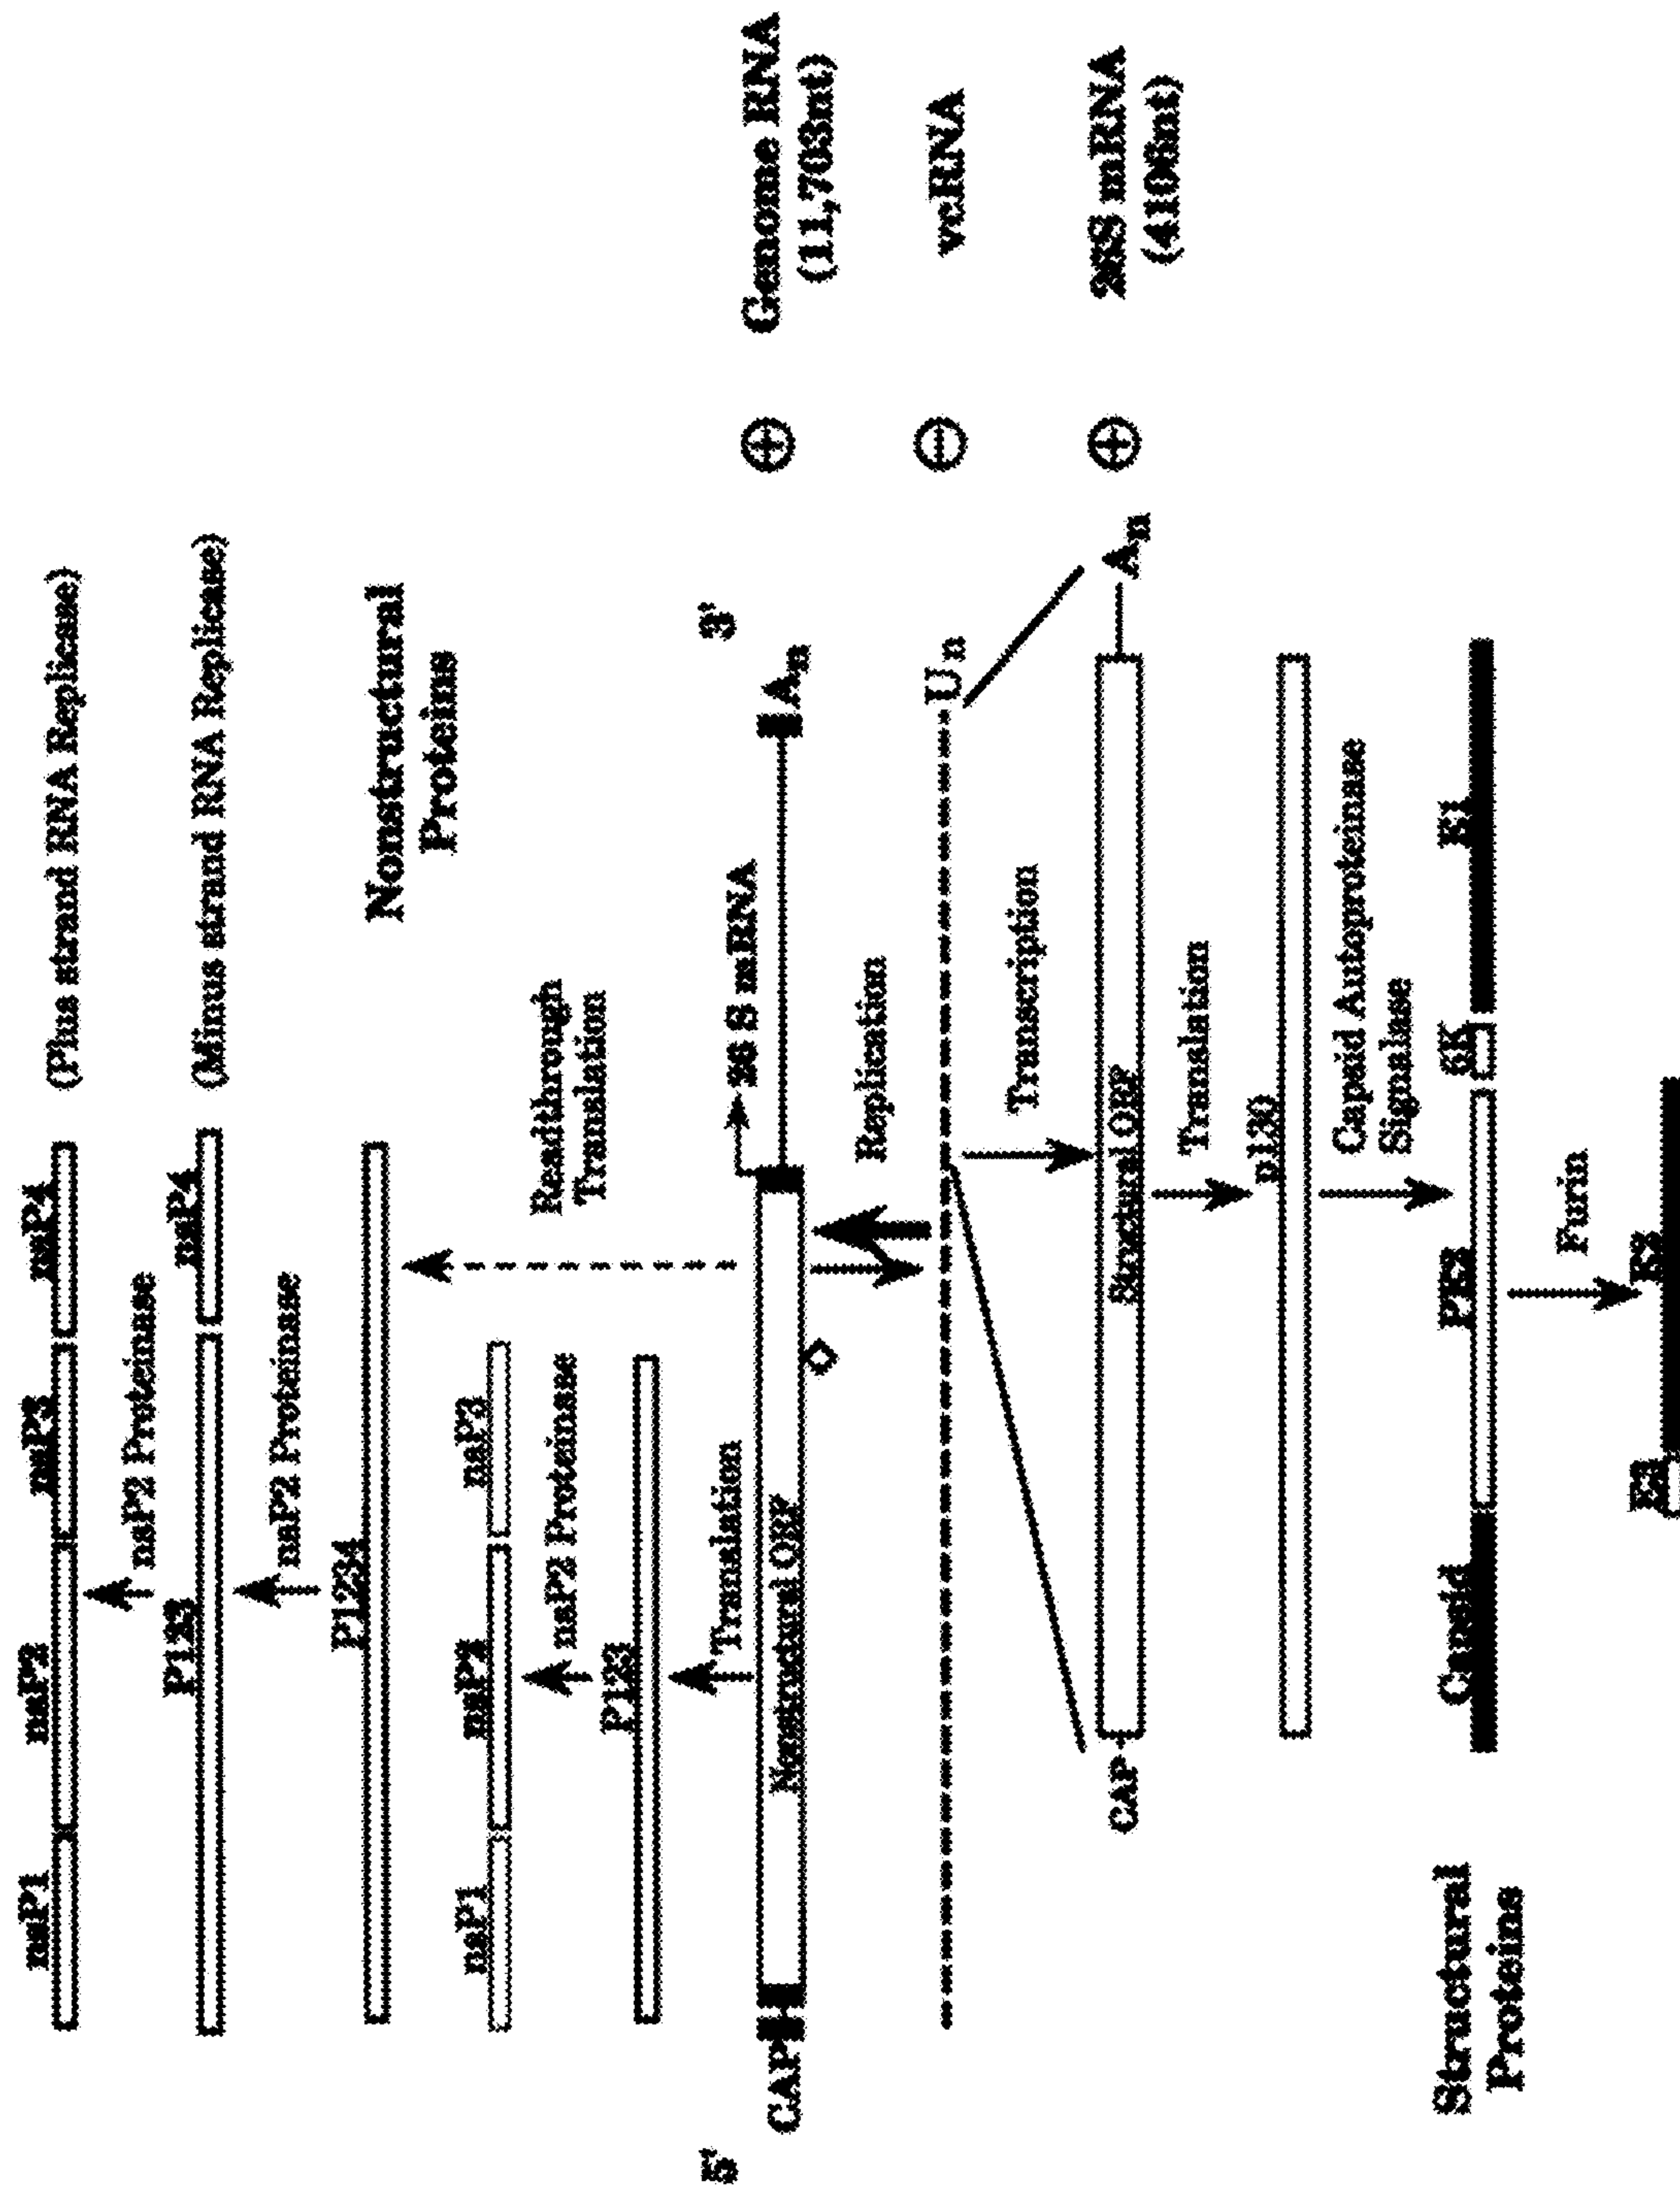 nsP1 nsP2 nsP3 nsP4 (Plus strand RNA Replicase)
nsP2 Proteinase
P123 nsP4 (Minus strand RNA Replicase)
nsP2 Proteinase
P1234 Nonstructural
Proteins
nsP1 nsP2 nsP3
Readthrough
Translation
nsP2 Proteinase
P123
Translation
5' 26 S mRNA 3'
CAP Nonstructural ORF An Genome RNA
(11,703nt)
Replication
Un vcRNA
Transcription
CAP Structural ORF An 26S mRNA
(4106nt)
Translation
p130
Capsid Autoproteinase
Signalase
Structural
Proteins
Capsid PE2 6K E1
Furin
E3 E2